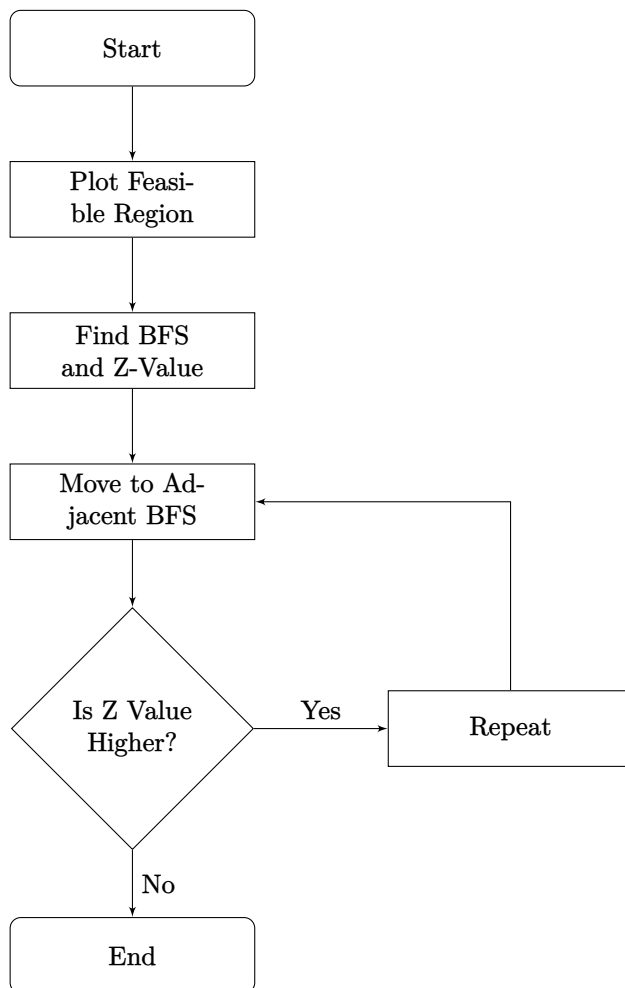 Start
Plot Feasi-
ble Region
Find BFS
and Z-Value
Move to Ad-
jacent BFS
Is Z Value
Higher?
Yes
Repeat
No
End